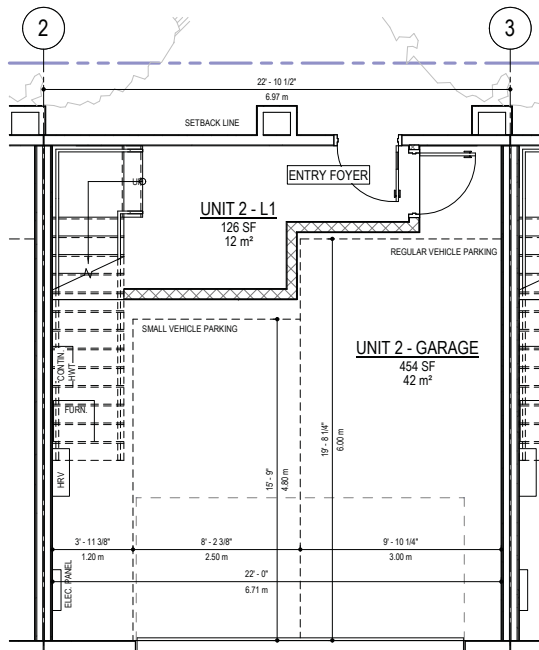 2
3
22' - 10 1/2"
6.97 m
SETBACK LINE
ENTRY FOYER
UP
UNIT 2 - L1
126 SF
12 m²
REGULAR VEHICLE PARKING
SMALL VEHICLE PARKING
UNIT 2 - GARAGE
454 SF
42 m²
CONTIN.
HWT
FURN.
HRV
ELEC. PANEL
19' - 8 1/4"
6.00 m
15' - 9"
4.80 m
3' - 11 3/8"
1.20 m
8' - 2 3/8"
2.50 m
9' - 10 1/4"
3.00 m
22' - 0"
6.71 m